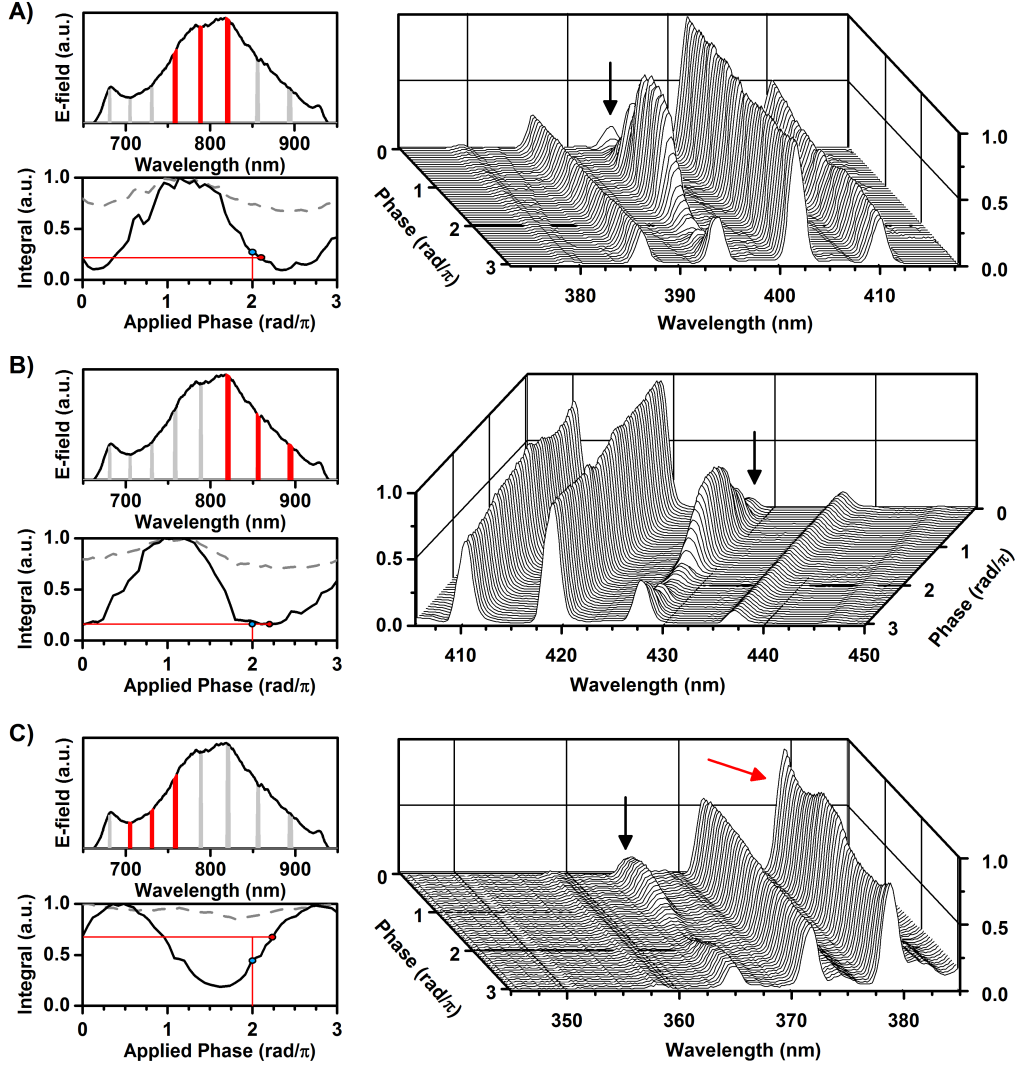 A)
E-field (a.u.)
700 800 900
Wavelength (nm)
Integral (a.u.)
1.0
0.5
0.0
0 1 2 3
Applied Phase (rad/π)
0
1
2
3
Phase (rad/π)
1.0
0.5
0.0
380 390 400 410
Wavelength (nm)
B)
E-field (a.u.)
700 800 900
Wavelength (nm)
Integral (a.u.)
1.0
0.5
0.0
0 1 2 3
Applied Phase (rad/π)
1.0
0.5
0.0
0
1
2
3
Phase (rad/π)
410 420 430 440 450
Wavelength (nm)
C)
E-field (a.u.)
700 800 900
Wavelength (nm)
Integral (a.u.)
1.0
0.5
0.0
0 1 2 3
Applied Phase (rad/π)
0
1
2
3
Phase (rad/π)
1.0
0.5
0.0
350 360 370 380
Wavelength (nm)